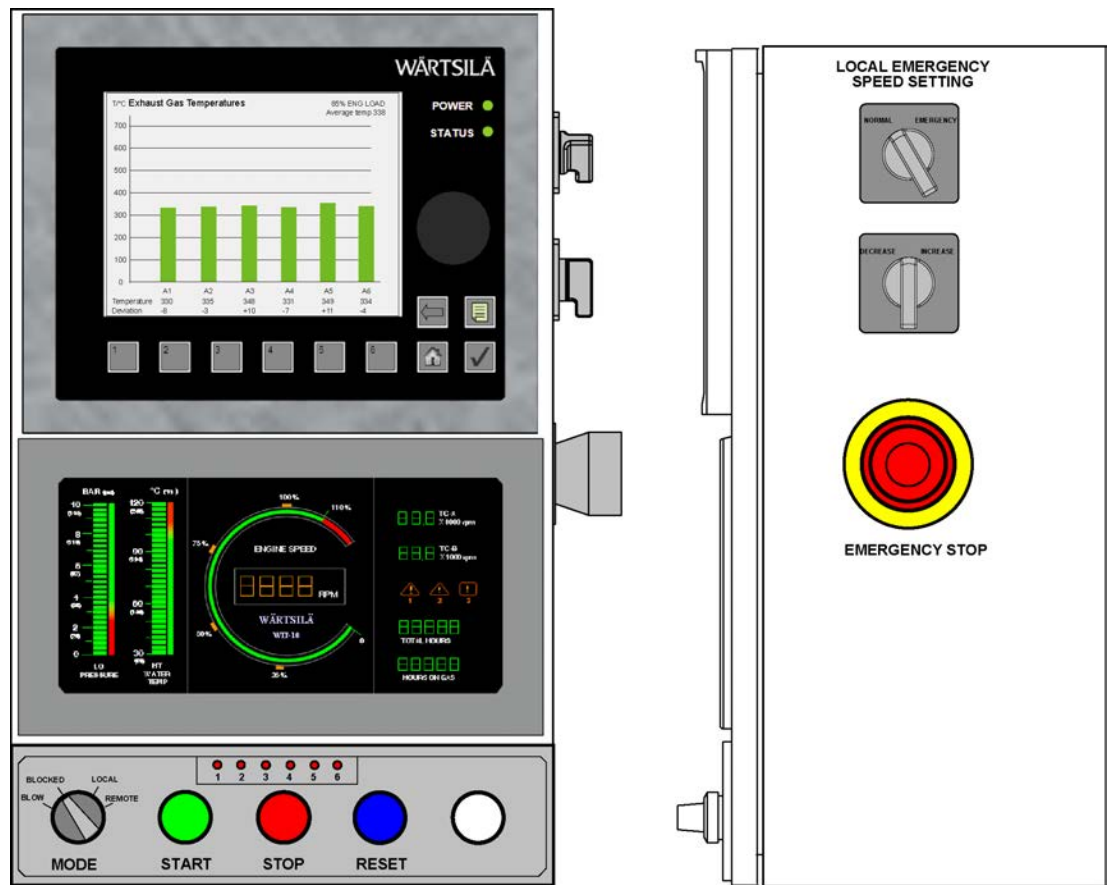 WÄRTSILÄ
T/°C Exhaust Gas Temperatures
85% ENG LOAD
Average temp 338
POWER
STATUS
700
600
500
400
300
200
100
0
A1 A2 A3 A4 A5 A6
Temperature 330 335 348 331 349 334
Deviation -8 -3 +10 -7 +11 -4
1 2 3 4 5 6
BAR
10
8
6
4
2
0
LO
PRESSURE
°C
120
90
60
30
HT
WATER
TEMP
100%
110%
75%
50%
25%
0
ENGINE SPEED
RPM
WÄRTSILÄ
TC-A
X 1000 rpm
TC-B
X 1000 rpm
1 2 3
TOTAL HOURS
HOURS ON GAS
1 2 3 4 5 6
BLOW
BLOCKED
LOCAL
REMOTE
MODE
START
STOP
RESET
LOCAL EMERGENCY
SPEED SETTING
NORMAL EMERGENCY
DECREASE INCREASE
EMERGENCY STOP